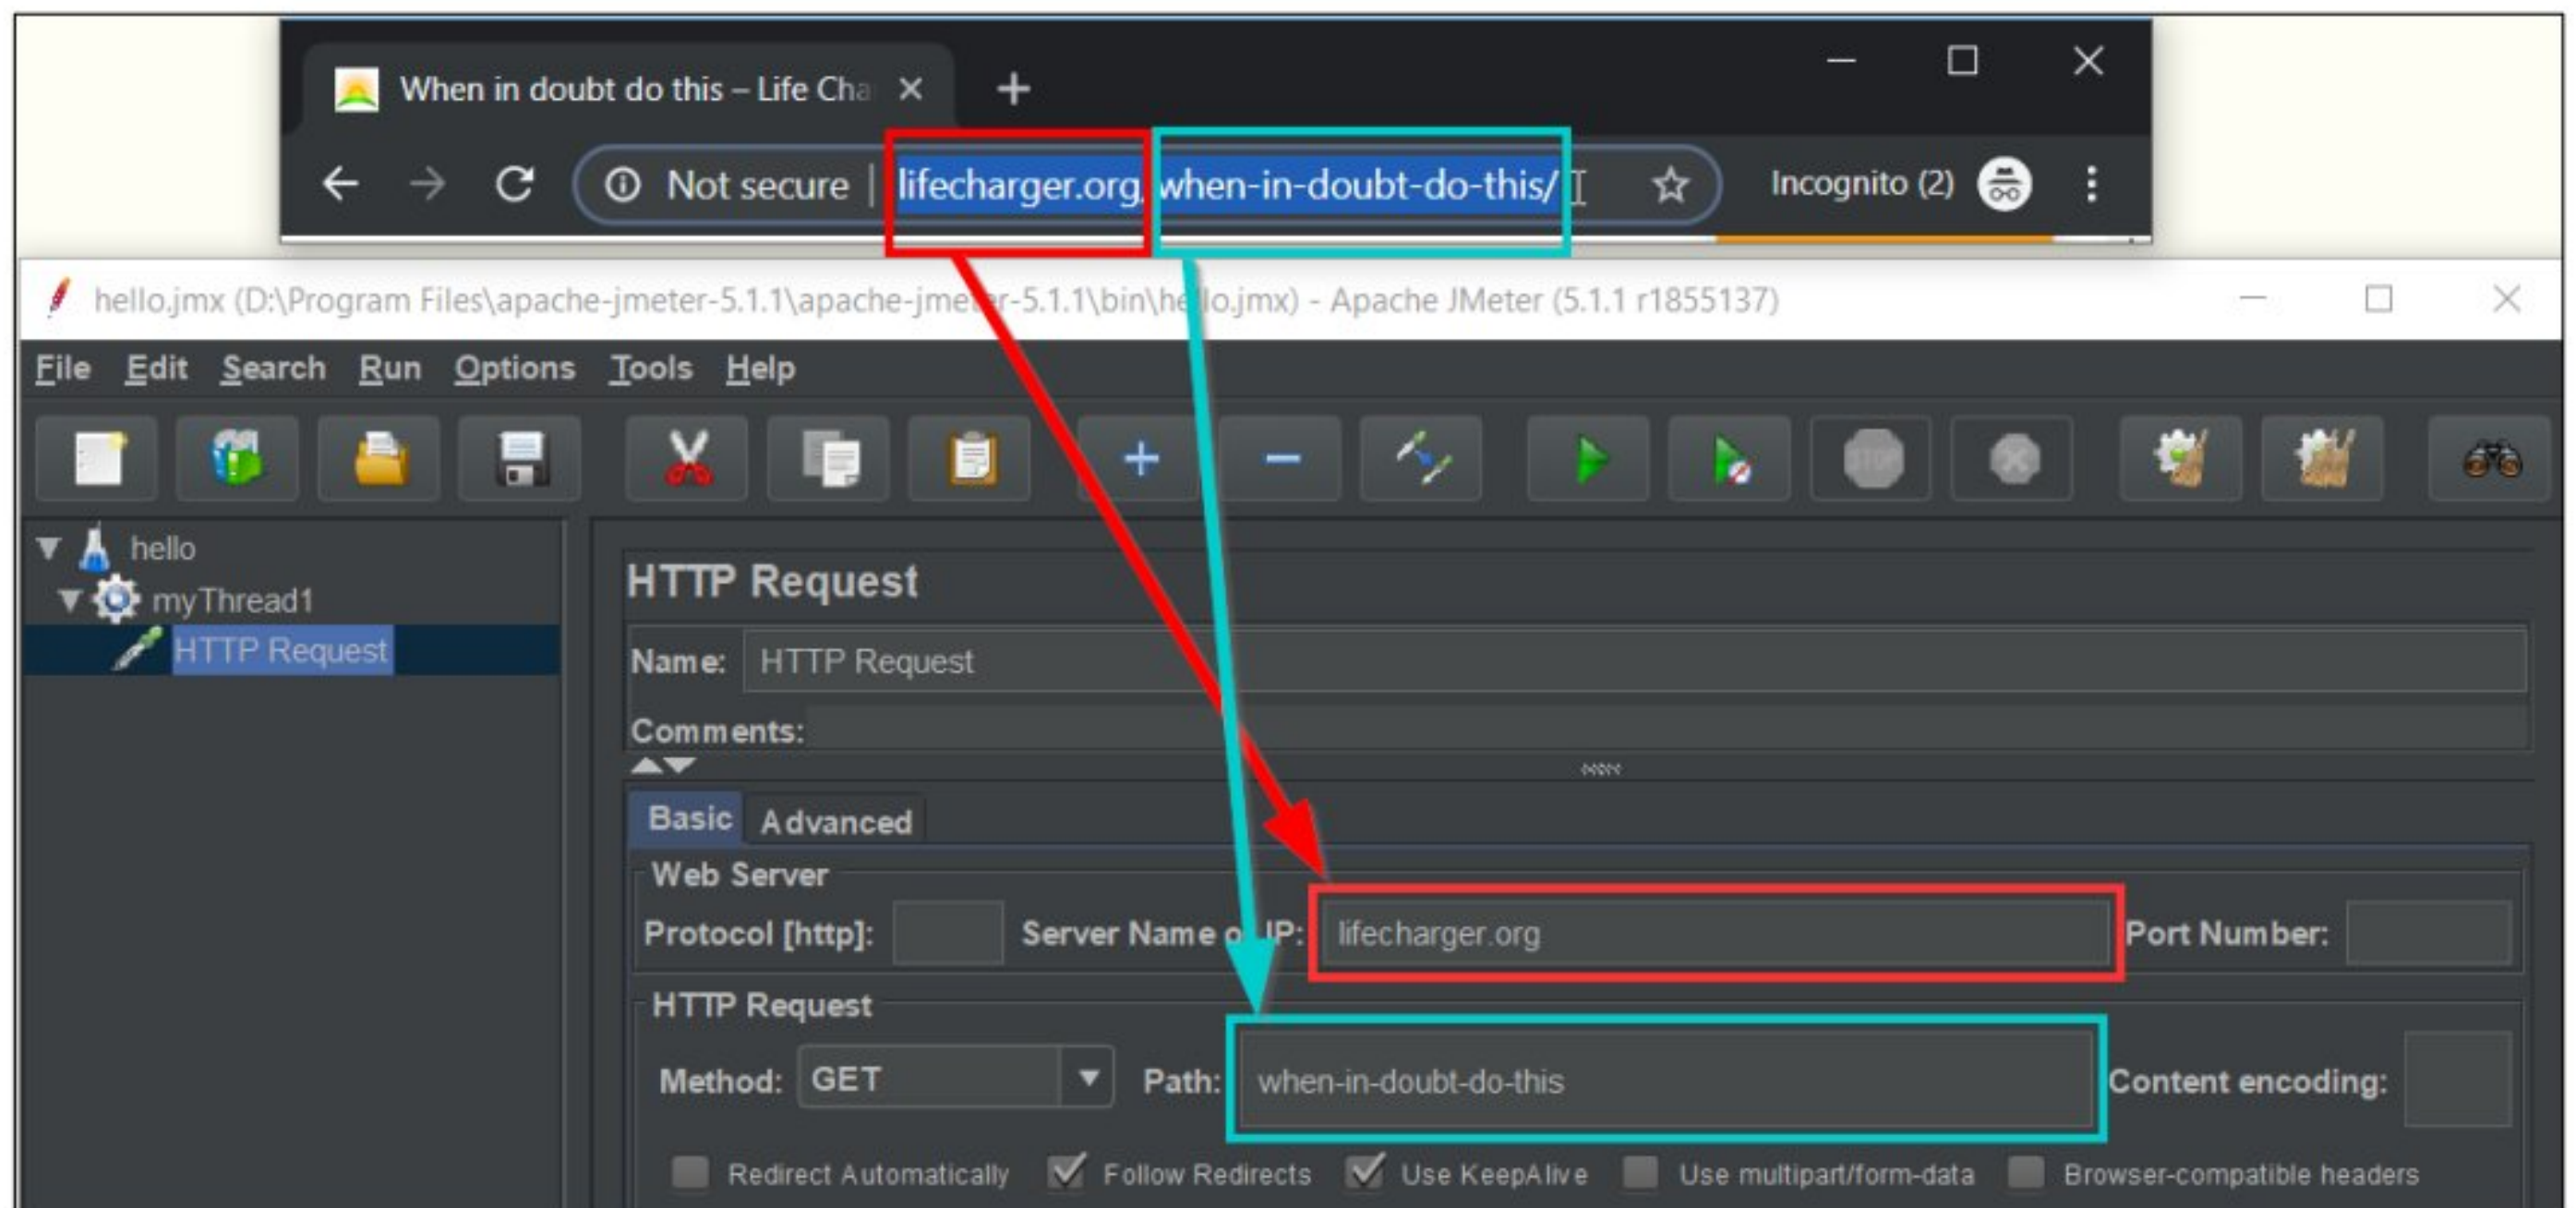 When in doubt do this – Life Cha
Not secure | lifecharger.org/when-in-doubt-do-this/
Incognito (2)
hello.jmx (D:\Program Files\apache-jmeter-5.1.1\apache-jmeter-5.1.1\bin\hello.jmx) - Apache JMeter (5.1.1 r1855137)
File Edit Search Run Options Tools Help
STOP
hello
myThread1
HTTP Request
HTTP Request
Name: HTTP Request
Comments:
Basic Advanced
Web Server
Protocol [http]: Server Name or IP: lifecharger.org Port Number:
HTTP Request
Method: GET Path: when-in-doubt-do-this Content encoding:
Redirect Automatically Follow Redirects Use KeepAlive Use multipart/form-data Browser-compatible headers